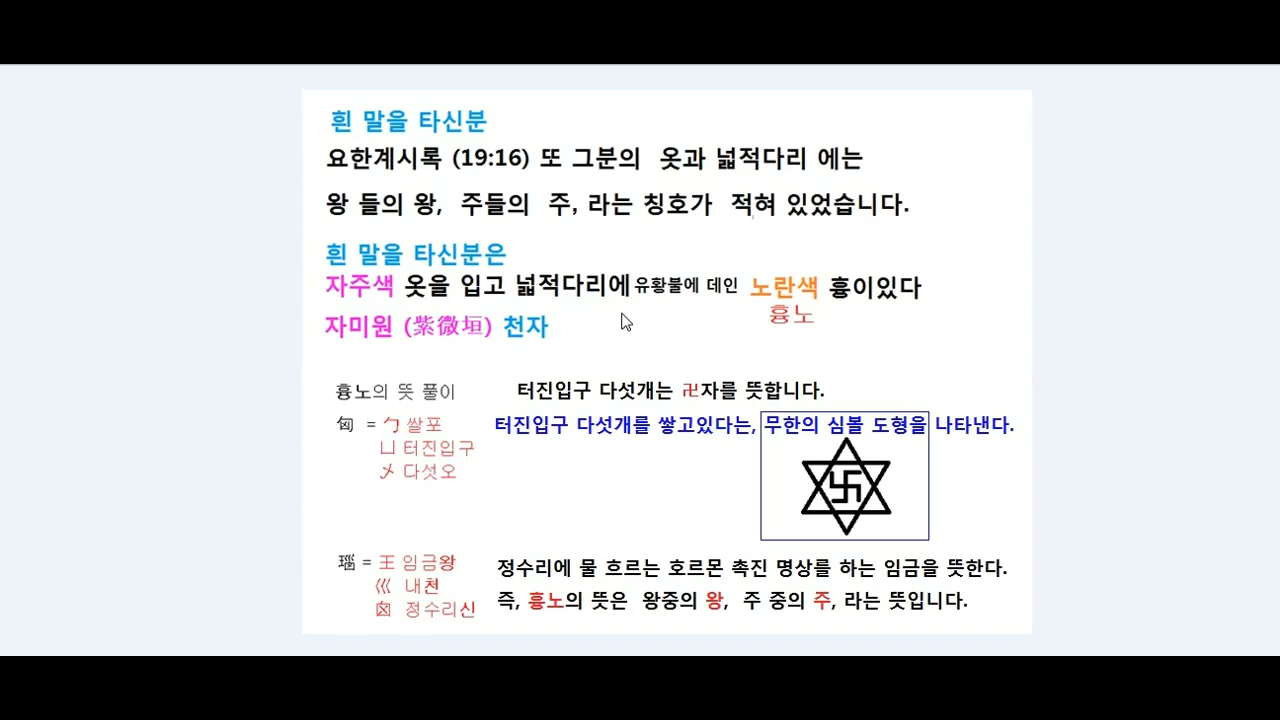 흰 말을 타신분
요한계시록 (19:16) 또 그분의 옷과 넓적다리 에는
왕 들의 왕, 주들의 주, 라는 칭호가 적혀 있었습니다.
흰 말을 타신분은
자주색 옷을 입고 넓적다리에 유황불에 데인 노란색 흉이있다
흉노
자미원 (紫微垣) 천자
흉노의 뜻 풀이 터진입구 다섯개는 卍자를 뜻합니다.
匈 = 勹 쌀포 터진입구 다섯개를 쌓고있다는, 무한의 심볼 도형을 나타낸다.
凵 터진입구
㐅 다섯오
卐
瑙 = 王 임금왕 정수리에 물 흐르는 호르몬 촉진 명상를 하는 임금을 뜻한다.
巛 내천
囟 정수리신 즉, 흉노의 뜻은 왕중의 왕, 주 중의 주, 라는 뜻입니다.